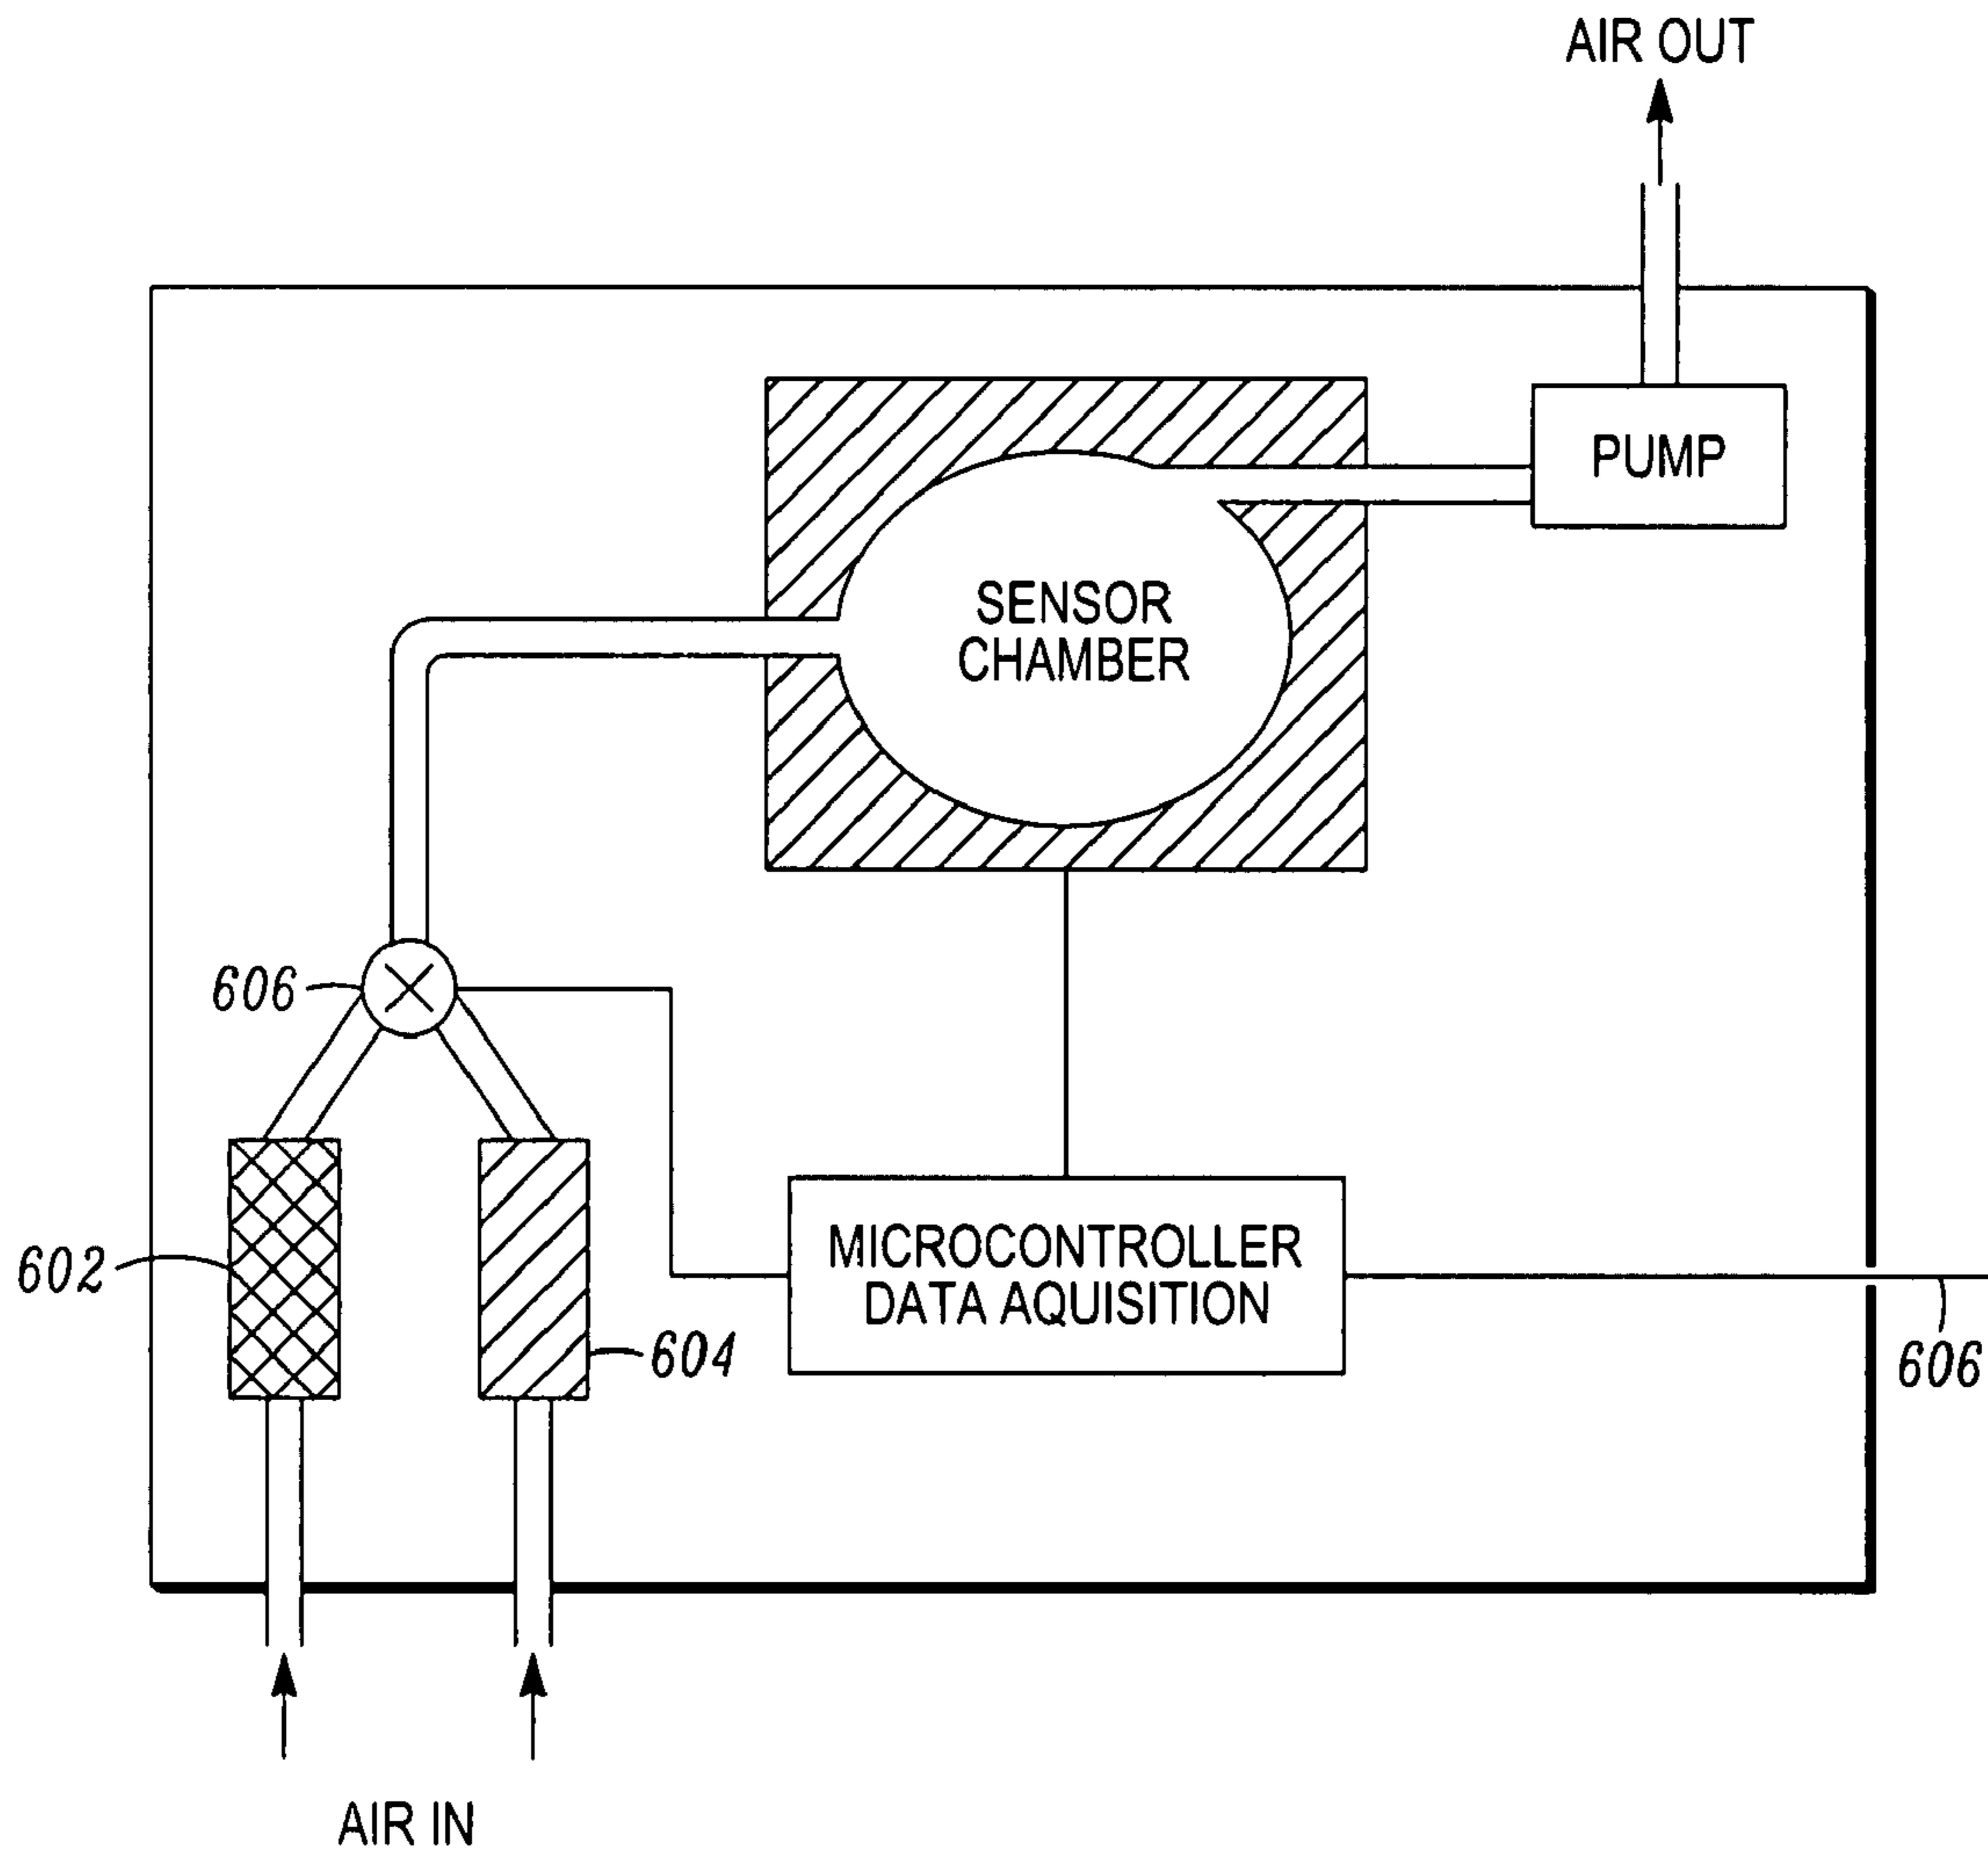 AIR OUT
PUMP
SENSOR
CHAMBER
606
602
MICROCONTROLLER
DATA AQUISITION
604
606
AIR IN